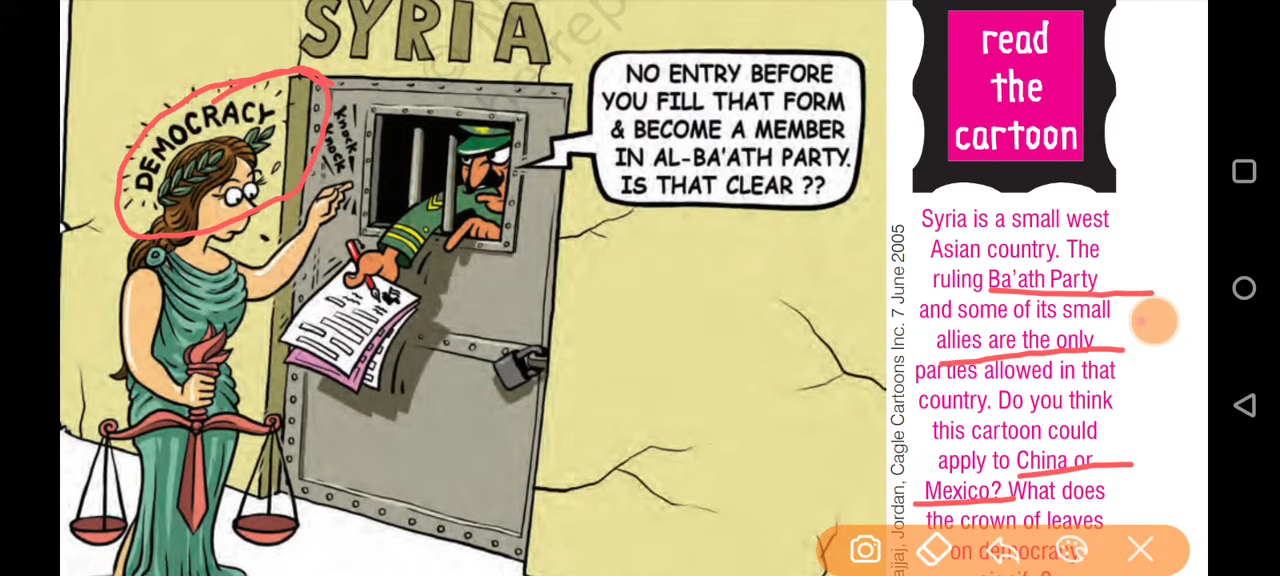 SYRIA
DEMOCRACY
Knock
Knock
NO ENTRY BEFORE
YOU FILL THAT FORM
& BECOME A MEMBER
IN AL-BA'ATH PARTY.
IS THAT CLEAR ??
Cagle Cartoons Inc. 7 June 2005
Jordan,
read
the
cartoon
Syria is a small west
Asian country. The
ruling Ba'ath Party
and some of its small
allies are the only
parties allowed in that
country. Do you think
this cartoon could
apply to China or
Mexico? What does
the crown of leaves
on democracy